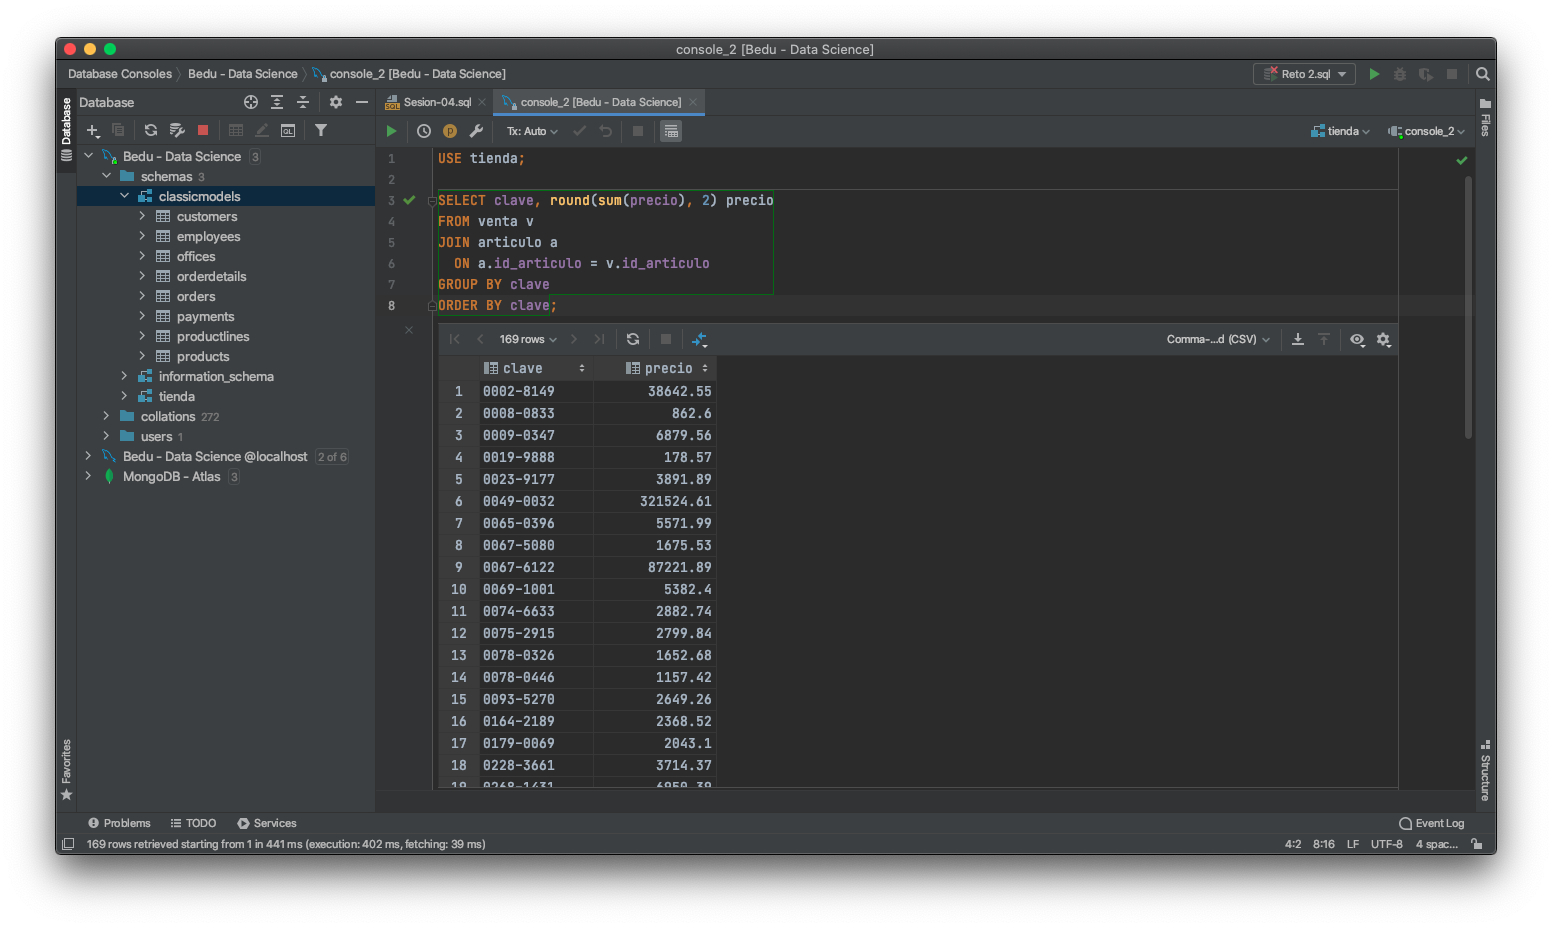 console_2 [Bedu - Data Science]
Database Consoles
Bedu - Data Science
console_2 [Bedu - Data Science]
Reto 2.sql
Database
Database
Sesion-04.sql
console_2 [Bedu - Data Science]
Tx: Auto
tienda
console_2
Files
Bedu - Data Science 3
schemas 3
classicmodels
customers
employees
offices
orderdetails
orders
payments
productlines
products
information_schema
tienda
collations 272
users 1
Bedu - Data Science @localhost 2 of 6
MongoDB - Atlas 3
1 USE tienda;
2
3 SELECT clave, round(sum(precio), 2) precio
4 FROM venta v
5 JOIN articulo a
6 ON a.id_articulo = v.id_articulo
7 GROUP BY clave
8 ORDER BY clave;
169 rows
Comma-...d (CSV)
clave precio
1 0002-8149 38642.55
2 0008-0833 862.6
3 0009-0347 6879.56
4 0019-9888 178.57
5 0023-9177 3891.89
6 0049-0032 321524.61
7 0065-0396 5571.99
8 0067-5080 1675.53
9 0067-6122 87221.89
10 0069-1001 5382.4
11 0074-6633 2882.74
12 0075-2915 2799.84
13 0078-0326 1652.68
14 0078-0446 1157.42
15 0093-5270 2649.26
16 0164-2189 2368.52
17 0179-0069 2043.1
18 0228-3661 3714.37
19 0268-1431 6950.39
Favorites
Structure
Problems
TODO
Services
Event Log
169 rows retrieved starting from 1 in 441 ms (execution: 402 ms, fetching: 39 ms)
4:2 8:16 LF UTF-8 4 spac...